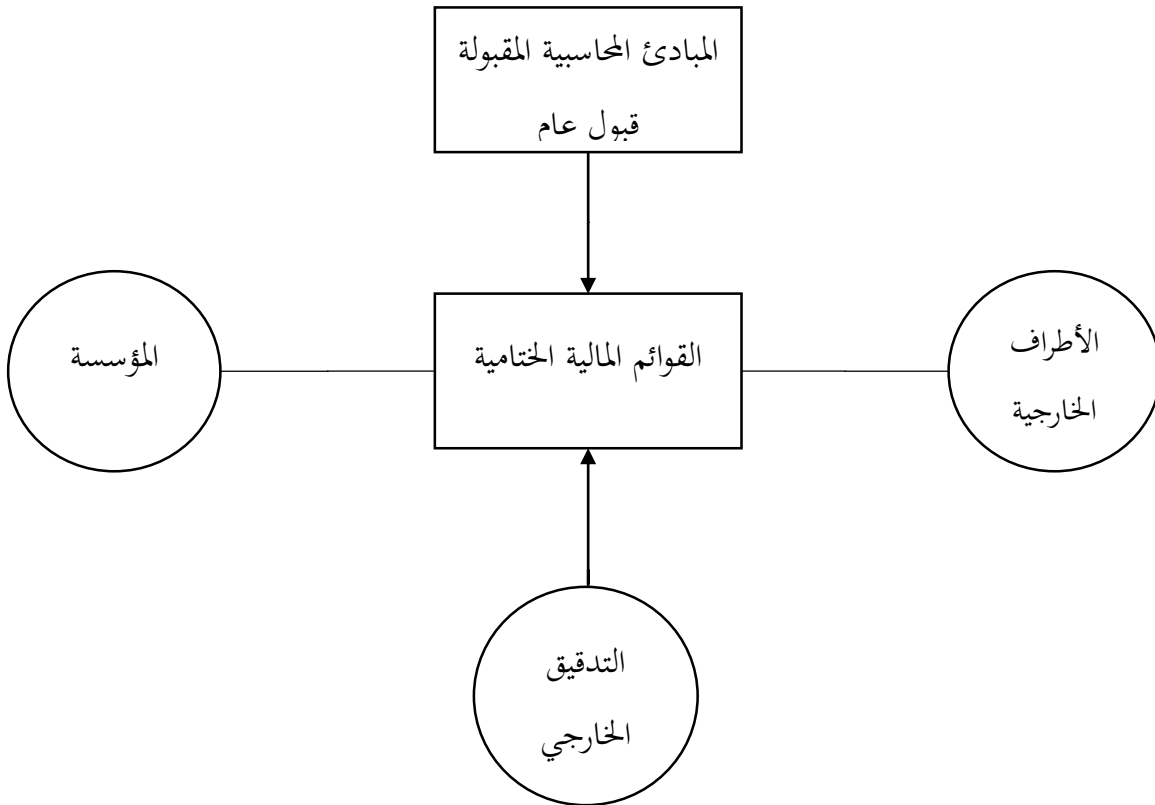 المبادئ المحاسبية المقبولة
قبول عام
الأطراف
الخارجية
القوائم المالية الختامية
المؤسسة
التدقيق
الخارجي